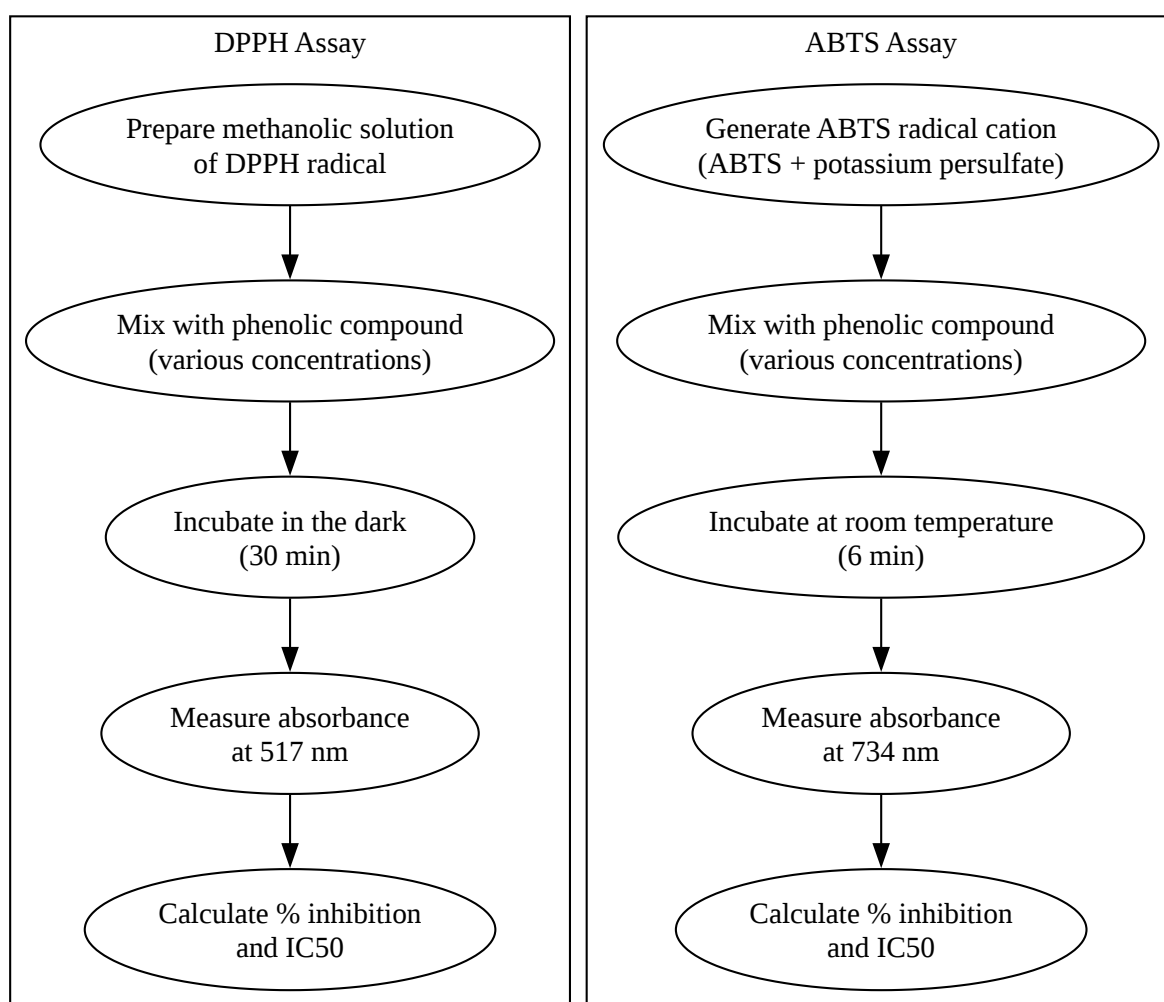 DPPH Assay
Prepare methanolic solution
of DPPH radical
Mix with phenolic compound
(various concentrations)
Incubate in the dark
(30 min)
Measure absorbance
at 517 nm
Calculate % inhibition
and IC50
ABTS Assay
Generate ABTS radical cation
(ABTS + potassium persulfate)
Mix with phenolic compound
(various concentrations)
Incubate at room temperature
(6 min)
Measure absorbance
at 734 nm
Calculate % inhibition
and IC50